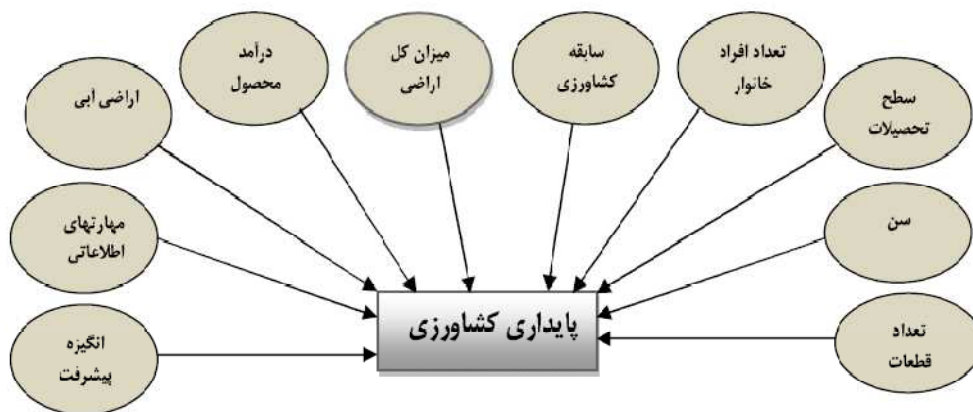 تعداد افراد
خانوار
سابقه
کشاورزی
میزان کل
اراضی
درآمد
محصول
اراضی آبی
سطح
تحصیلات
مهارتهای
اطلاعاتی
سن
پایداری کشاورزی
تعداد
قطعات
انگیزه
پیشرفت